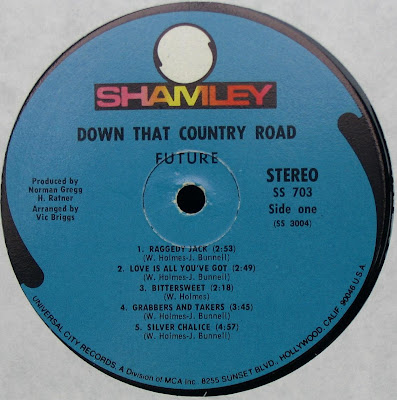 SHAMLEY
DOWN THAT COUNTRY ROAD
FUTURE
Produced by
Norman Gregg
H. Ratner
Arranged by
Vic Briggs
STEREO
SS 703
Side one
(SS 3004)
1. RAGGEDY JACK (2:53)
(W. Holmes-J. Bunnell)
2. LOVE IS ALL YOU'VE GOT (2:49)
(W. Holmes-J. Bunnell)
3. BITTERSWEET (2:18)
(W. Holmes)
4. GRABBERS AND TAKERS (3:45)
(W. Holmes-J. Bunnell)
5. SILVER CHALICE (4:57)
(W. Holmes-J. Bunnell)
UNIVERSAL CITY RECORDS, A Division of MCA Inc. 8255 SUNSET BLVD., HOLLYWOOD, CALIF. 90046 U.S.A